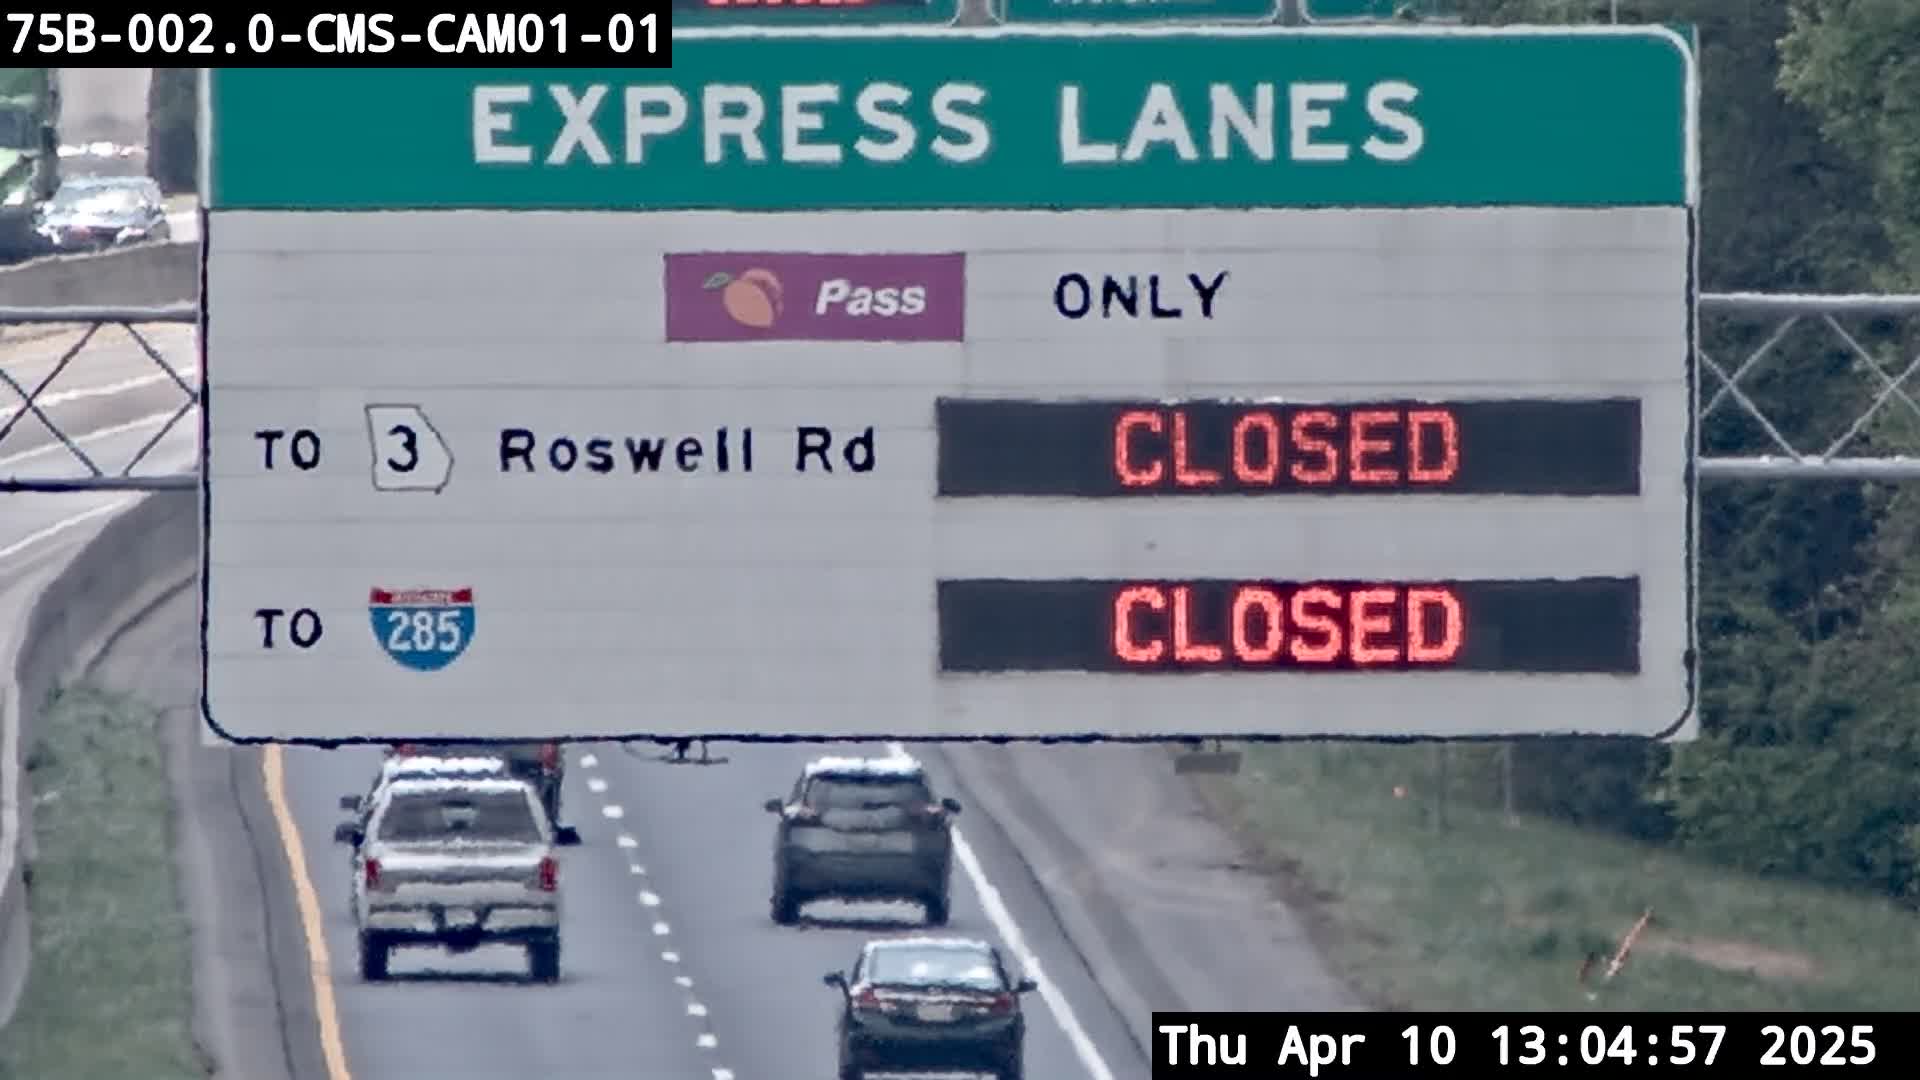 75B-002.0-CMS-CAM01-01
EXPRESS LANES
Pass ONLY
TO 3 Roswell Rd CLOSED
TO 285 CLOSED
Thu Apr 10 13:04:57 2025